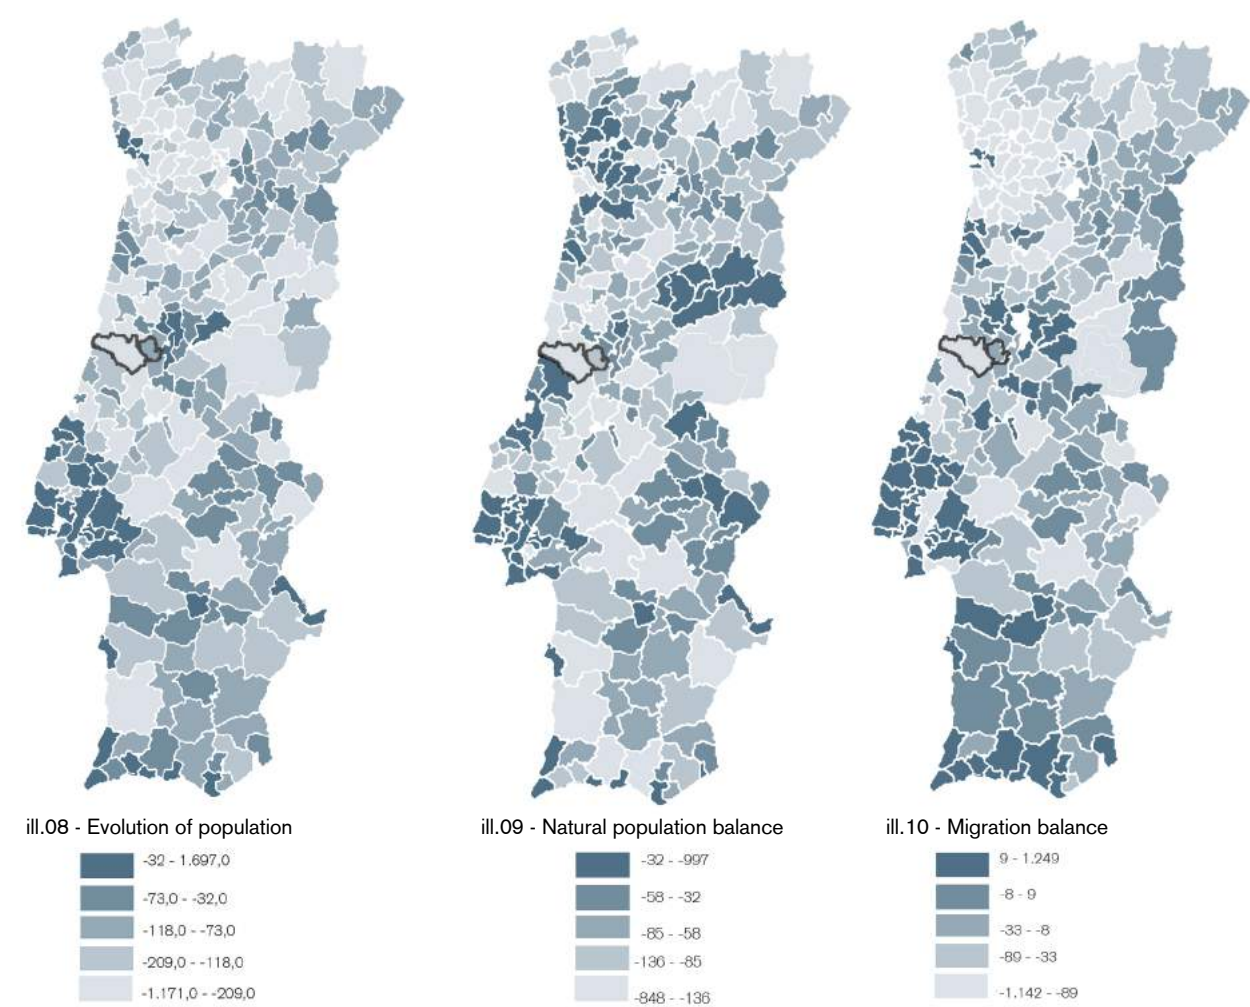 ill.08 - Evolution of population
-32 - 1.697,0
-73,0 - -32,0
-118,0 - -73,0
-209,0 - -118,0
-1.171,0 - -209,0
ill.09 - Natural population balance
-32 - -997
-58 - -32
-85 - -58
-136 - -85
-848 - -136
ill.10 - Migration balance
9 - 1.249
-8 - 9
-33 - -8
-89 - -33
-1.142 - -89